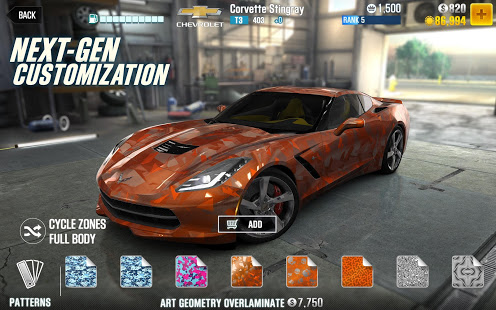 BACK
CHEVROLET
Corvette Stingray
T3 403
RANK 5
1,500
820
86,994
NEXT-GEN
CUSTOMIZATION
ADD
CYCLE ZONES
FULL BODY
PATTERNS
ART GEOMETRY OVERLAMINATE 7,750